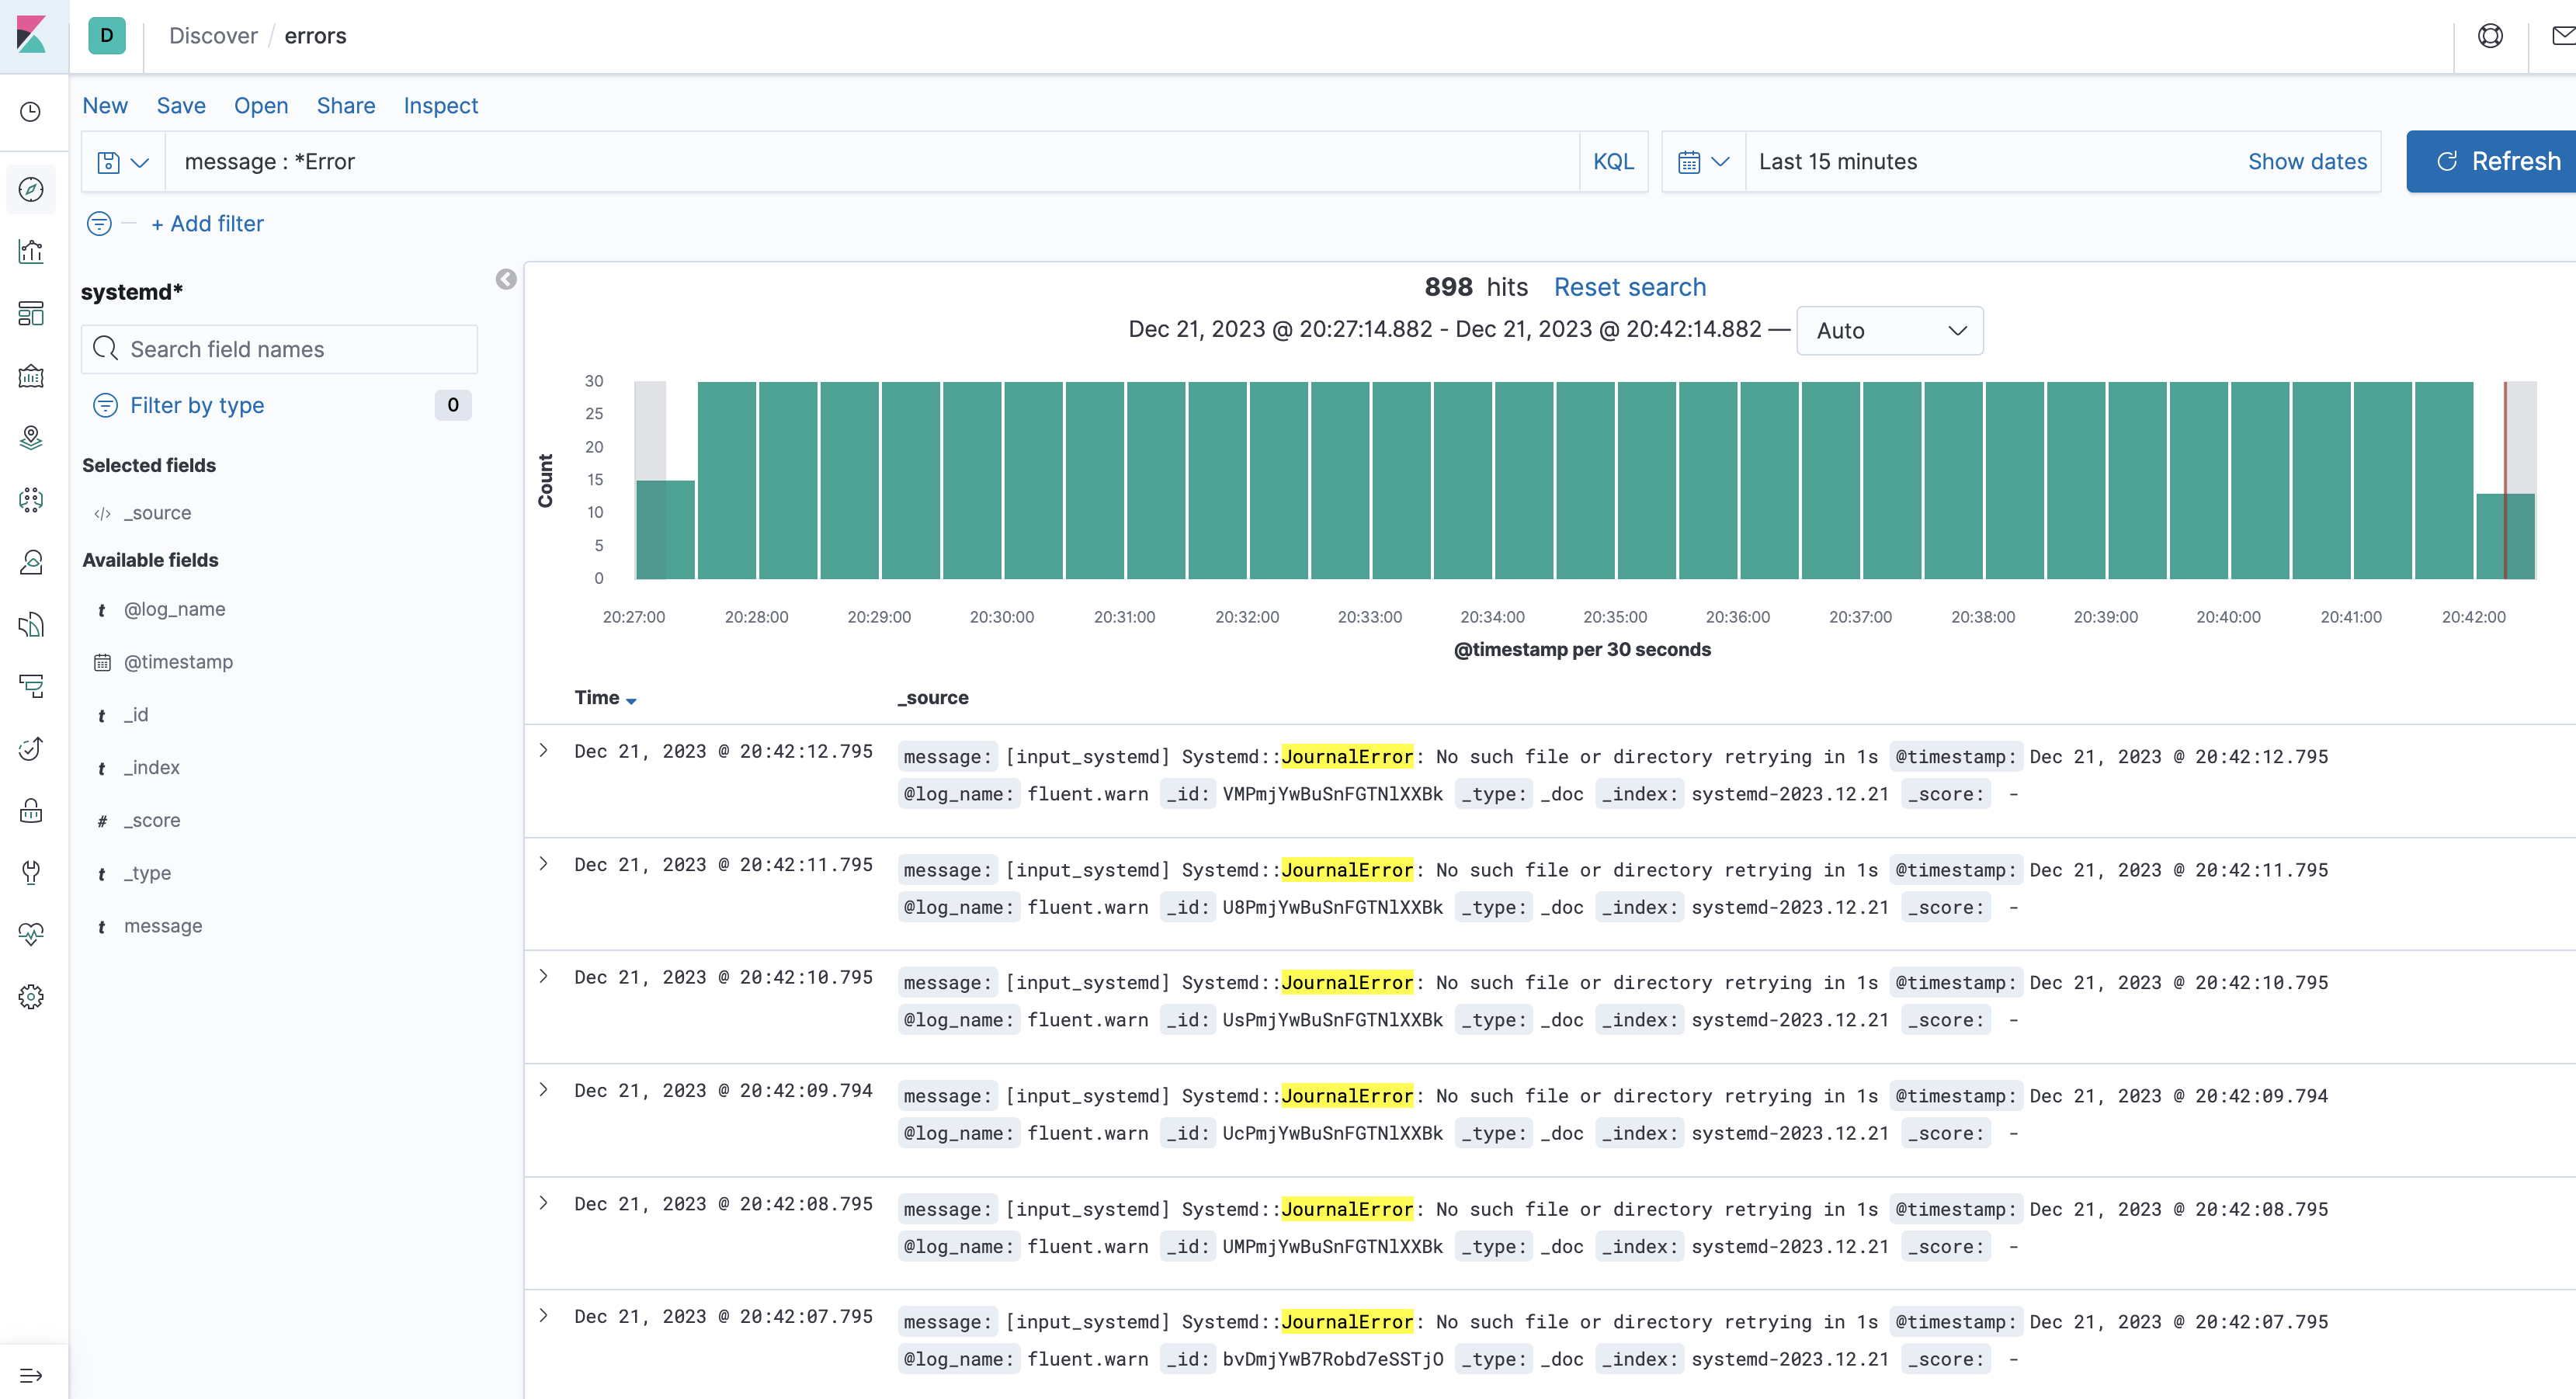 D Discover / errors
New Save Open Share Inspect
message : *Error KQL Last 15 minutes Show dates Refresh
+ Add filter
systemd*
Search field names
Filter by type 0
Selected fields
_source
Available fields
t @log_name
@timestamp
t _id
t _index
# _score
t _type
t message
898 hits Reset search
Dec 21, 2023 @ 20:27:14.882 - Dec 21, 2023 @ 20:42:14.882 — Auto
Count
30
25
20
15
10
5
0
20:27:00 20:28:00 20:29:00 20:30:00 20:31:00 20:32:00 20:33:00 20:34:00 20:35:00 20:36:00 20:37:00 20:38:00 20:39:00 20:40:00 20:41:00 20:42:00
@timestamp per 30 seconds
Time _source
Dec 21, 2023 @ 20:42:12.795 message: [input_systemd] Systemd::JournalError: No such file or directory retrying in 1s @timestamp: Dec 21, 2023 @ 20:42:12.795
@log_name: fluent.warn _id: VMPmjYwBuSnFGTNlXXBk _type: _doc _index: systemd-2023.12.21 _score: -
Dec 21, 2023 @ 20:42:11.795 message: [input_systemd] Systemd::JournalError: No such file or directory retrying in 1s @timestamp: Dec 21, 2023 @ 20:42:11.795
@log_name: fluent.warn _id: U8PmjYwBuSnFGTNlXXBk _type: _doc _index: systemd-2023.12.21 _score: -
Dec 21, 2023 @ 20:42:10.795 message: [input_systemd] Systemd::JournalError: No such file or directory retrying in 1s @timestamp: Dec 21, 2023 @ 20:42:10.795
@log_name: fluent.warn _id: UsPmjYwBuSnFGTNlXXBk _type: _doc _index: systemd-2023.12.21 _score: -
Dec 21, 2023 @ 20:42:09.794 message: [input_systemd] Systemd::JournalError: No such file or directory retrying in 1s @timestamp: Dec 21, 2023 @ 20:42:09.794
@log_name: fluent.warn _id: UcPmjYwBuSnFGTNlXXBk _type: _doc _index: systemd-2023.12.21 _score: -
Dec 21, 2023 @ 20:42:08.795 message: [input_systemd] Systemd::JournalError: No such file or directory retrying in 1s @timestamp: Dec 21, 2023 @ 20:42:08.795
@log_name: fluent.warn _id: UMPmjYwBuSnFGTNlXXBk _type: _doc _index: systemd-2023.12.21 _score: -
Dec 21, 2023 @ 20:42:07.795 message: [input_systemd] Systemd::JournalError: No such file or directory retrying in 1s @timestamp: Dec 21, 2023 @ 20:42:07.795
@log_name: fluent.warn _id: bvDmjYwB7Robd7eSSTjO _type: _doc _index: systemd-2023.12.21 _score: -